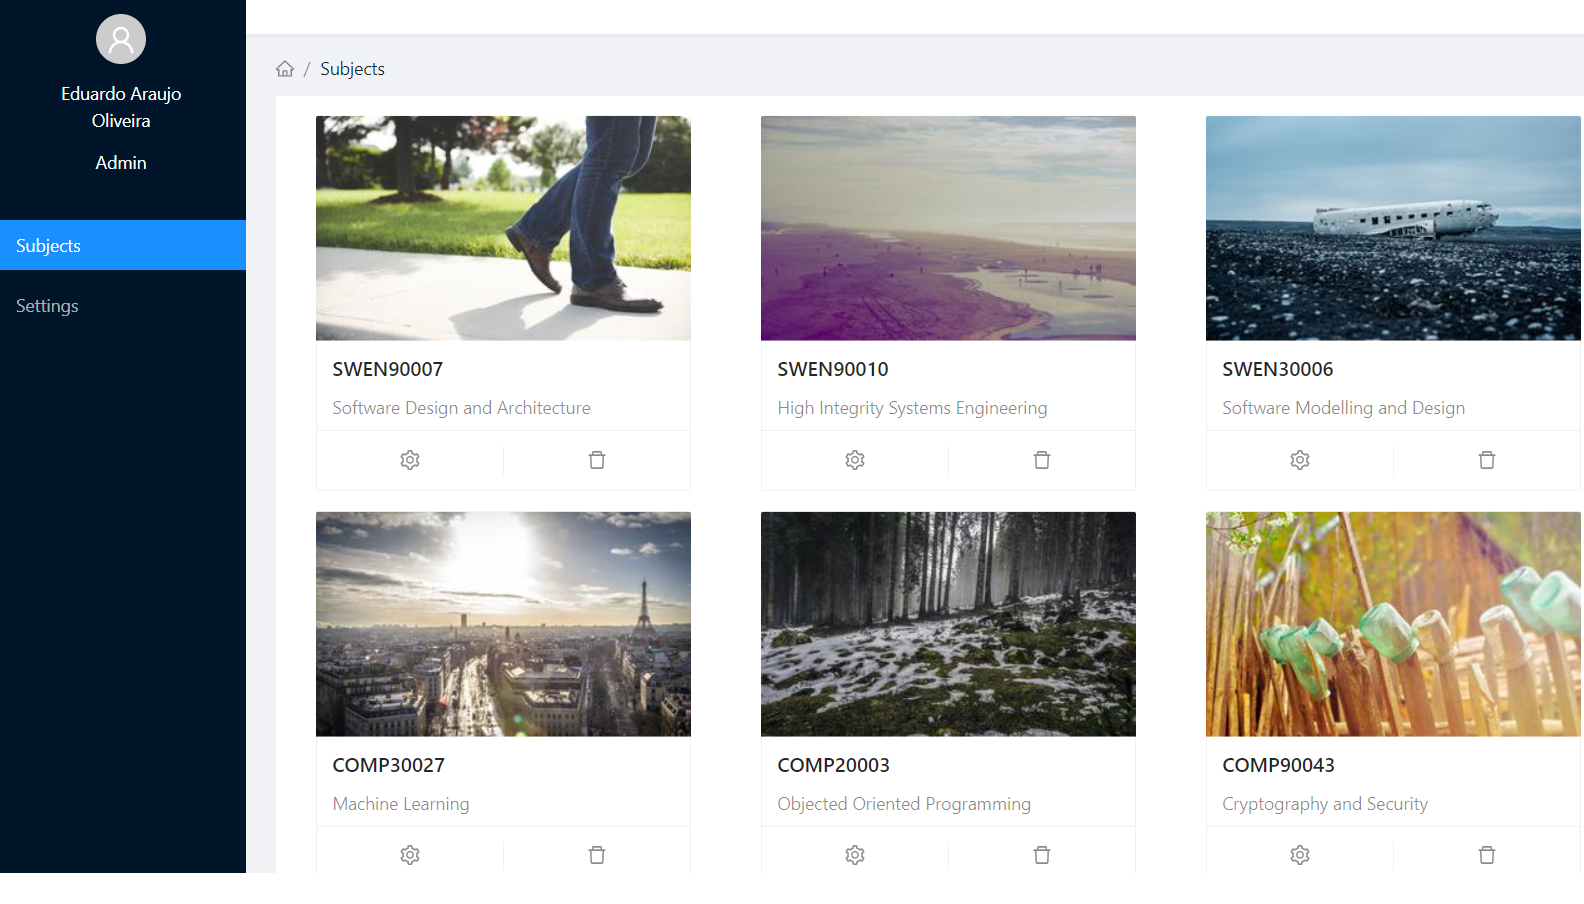 Eduardo Araujo
Oliveira
Admin
Subjects
Settings
/ Subjects
SWEN90007
Software Design and Architecture
SWEN90010
High Integrity Systems Engineering
SWEN30006
Software Modelling and Design
COMP30027
Machine Learning
COMP20003
Objected Oriented Programming
COMP90043
Cryptography and Security